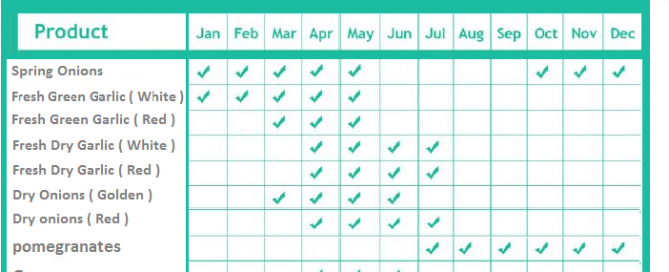 Product Jan Feb Mar Apr May Jun Jul Aug Sep Oct Nov Dec
Spring Onions ✓ ✓ ✓ ✓ ✓ ✓ ✓ ✓
Fresh Green Garlic ( White ) ✓ ✓ ✓ ✓ ✓
Fresh Green Garlic ( Red ) ✓ ✓ ✓
Fresh Dry Garlic ( White ) ✓ ✓ ✓ ✓
Fresh Dry Garlic ( Red ) ✓ ✓ ✓ ✓
Dry Onions ( Golden ) ✓ ✓ ✓ ✓
Dry onions ( Red ) ✓ ✓ ✓ ✓
pomegranates ✓ ✓ ✓ ✓ ✓ ✓